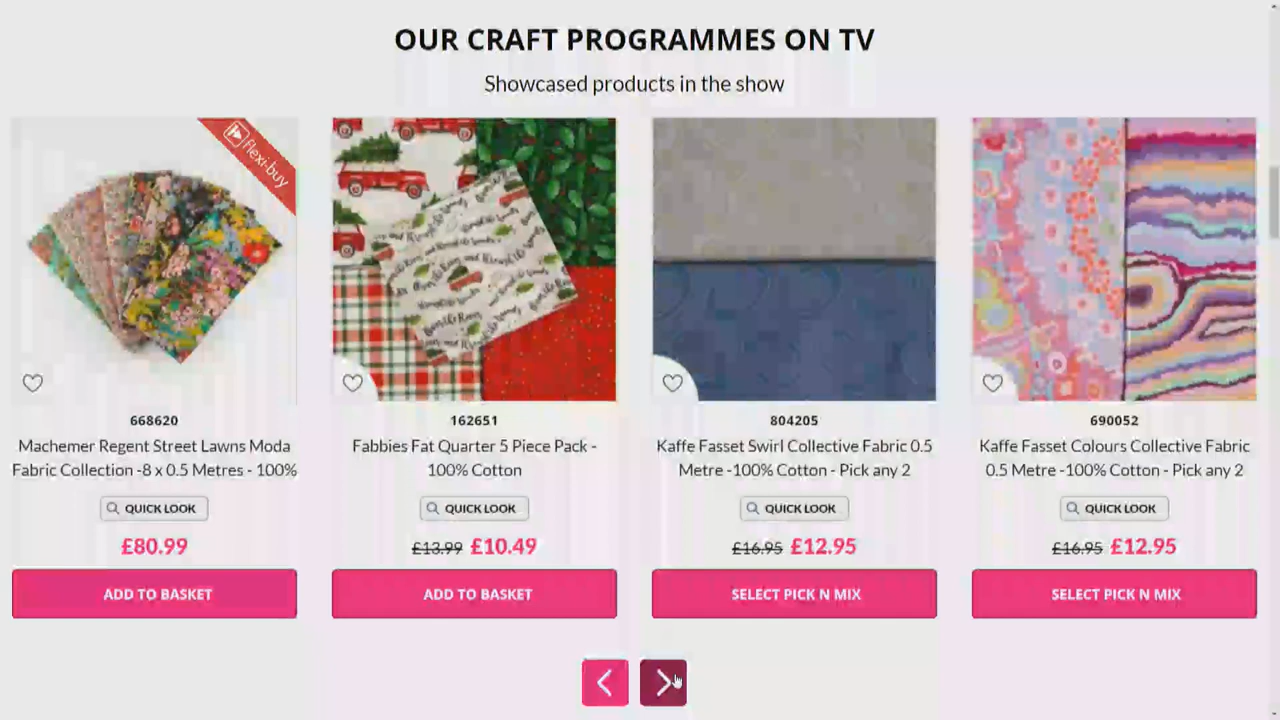 OUR CRAFT PROGRAMMES ON TV
Showcased products in the show
flexi-buy
668620
Machemer Regent Street Lawns Moda
Fabric Collection -8 x 0.5 Metres - 100%
QUICK LOOK
£80.99
ADD TO BASKET
162651
Fabbies Fat Quarter 5 Piece Pack -
100% Cotton
QUICK LOOK
£13.99 £10.49
ADD TO BASKET
804205
Kaffe Fasset Swirl Collective Fabric 0.5
Metre -100% Cotton - Pick any 2
QUICK LOOK
£16.95 £12.95
SELECT PICK N MIX
690052
Kaffe Fasset Colours Collective Fabric
0.5 Metre -100% Cotton - Pick any 2
QUICK LOOK
£16.95 £12.95
SELECT PICK N MIX